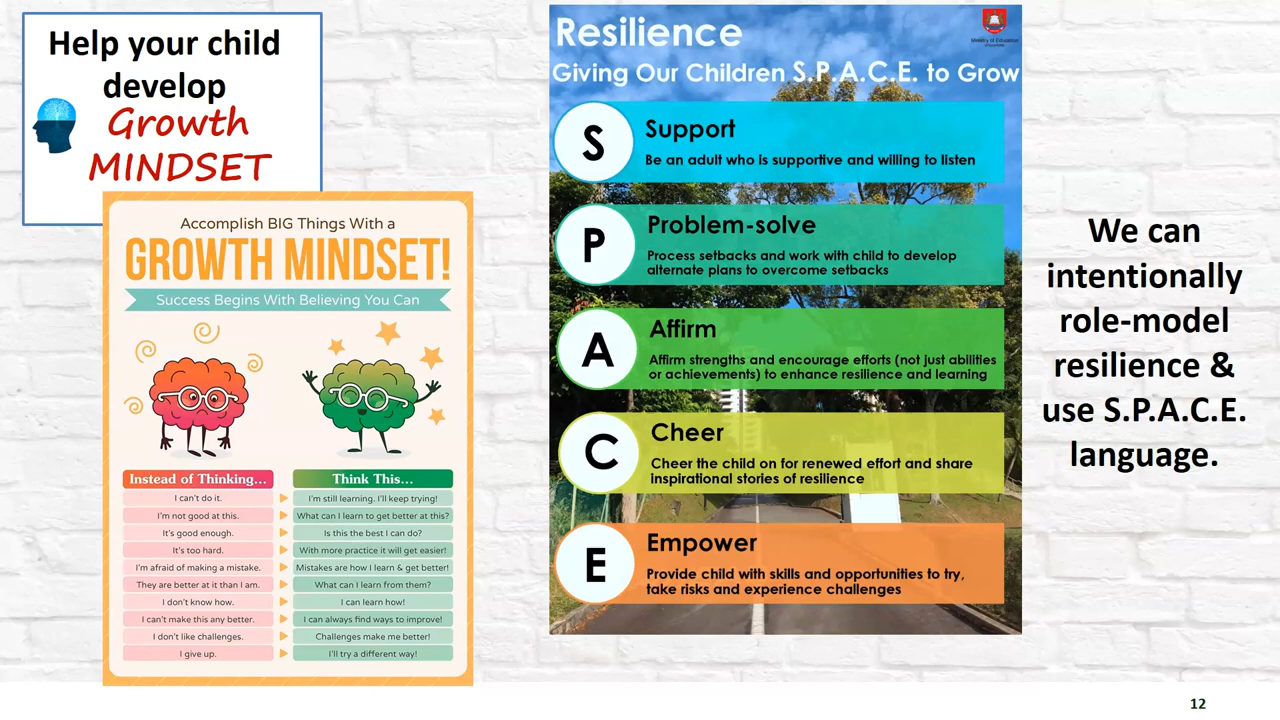 Help your child
develop
Growth
MINDSET
Accomplish BIG Things With a
GROWTH MINDSET!
Success Begins With Believing You Can
Instead of Thinking... Think This...
I can't do it. I'm still learning. I'll keep trying!
I'm not good at this. What can I learn to get better at this?
It's good enough. Is this the best I can do?
It's too hard. With more practice it will get easier!
I'm afraid of making a mistake. Mistakes are how I learn & get better!
They are better at it than I am. What can I learn from them?
I don't know how. I can learn how!
I can't make this any better. I can always find ways to improve!
I don't like challenges. Challenges make me better!
I give up. I'll try a different way!
Resilience
Ministry of Education
Giving Our Children S.P.A.C.E. to Grow
S
Support
Be an adult who is supportive and willing to listen
P
Problem-solve
Process setbacks and work with child to develop
alternate plans to overcome setbacks
A
Affirm
Affirm strengths and encourage efforts (not just abilities
or achievements) to enhance resilience and learning
C
Cheer
Cheer the child on for renewed effort and share
inspirational stories of resilience
E
Empower
Provide child with skills and opportunities to try,
take risks and experience challenges
We can
intentionally
role-model
resilience &
use S.P.A.C.E.
language.
12